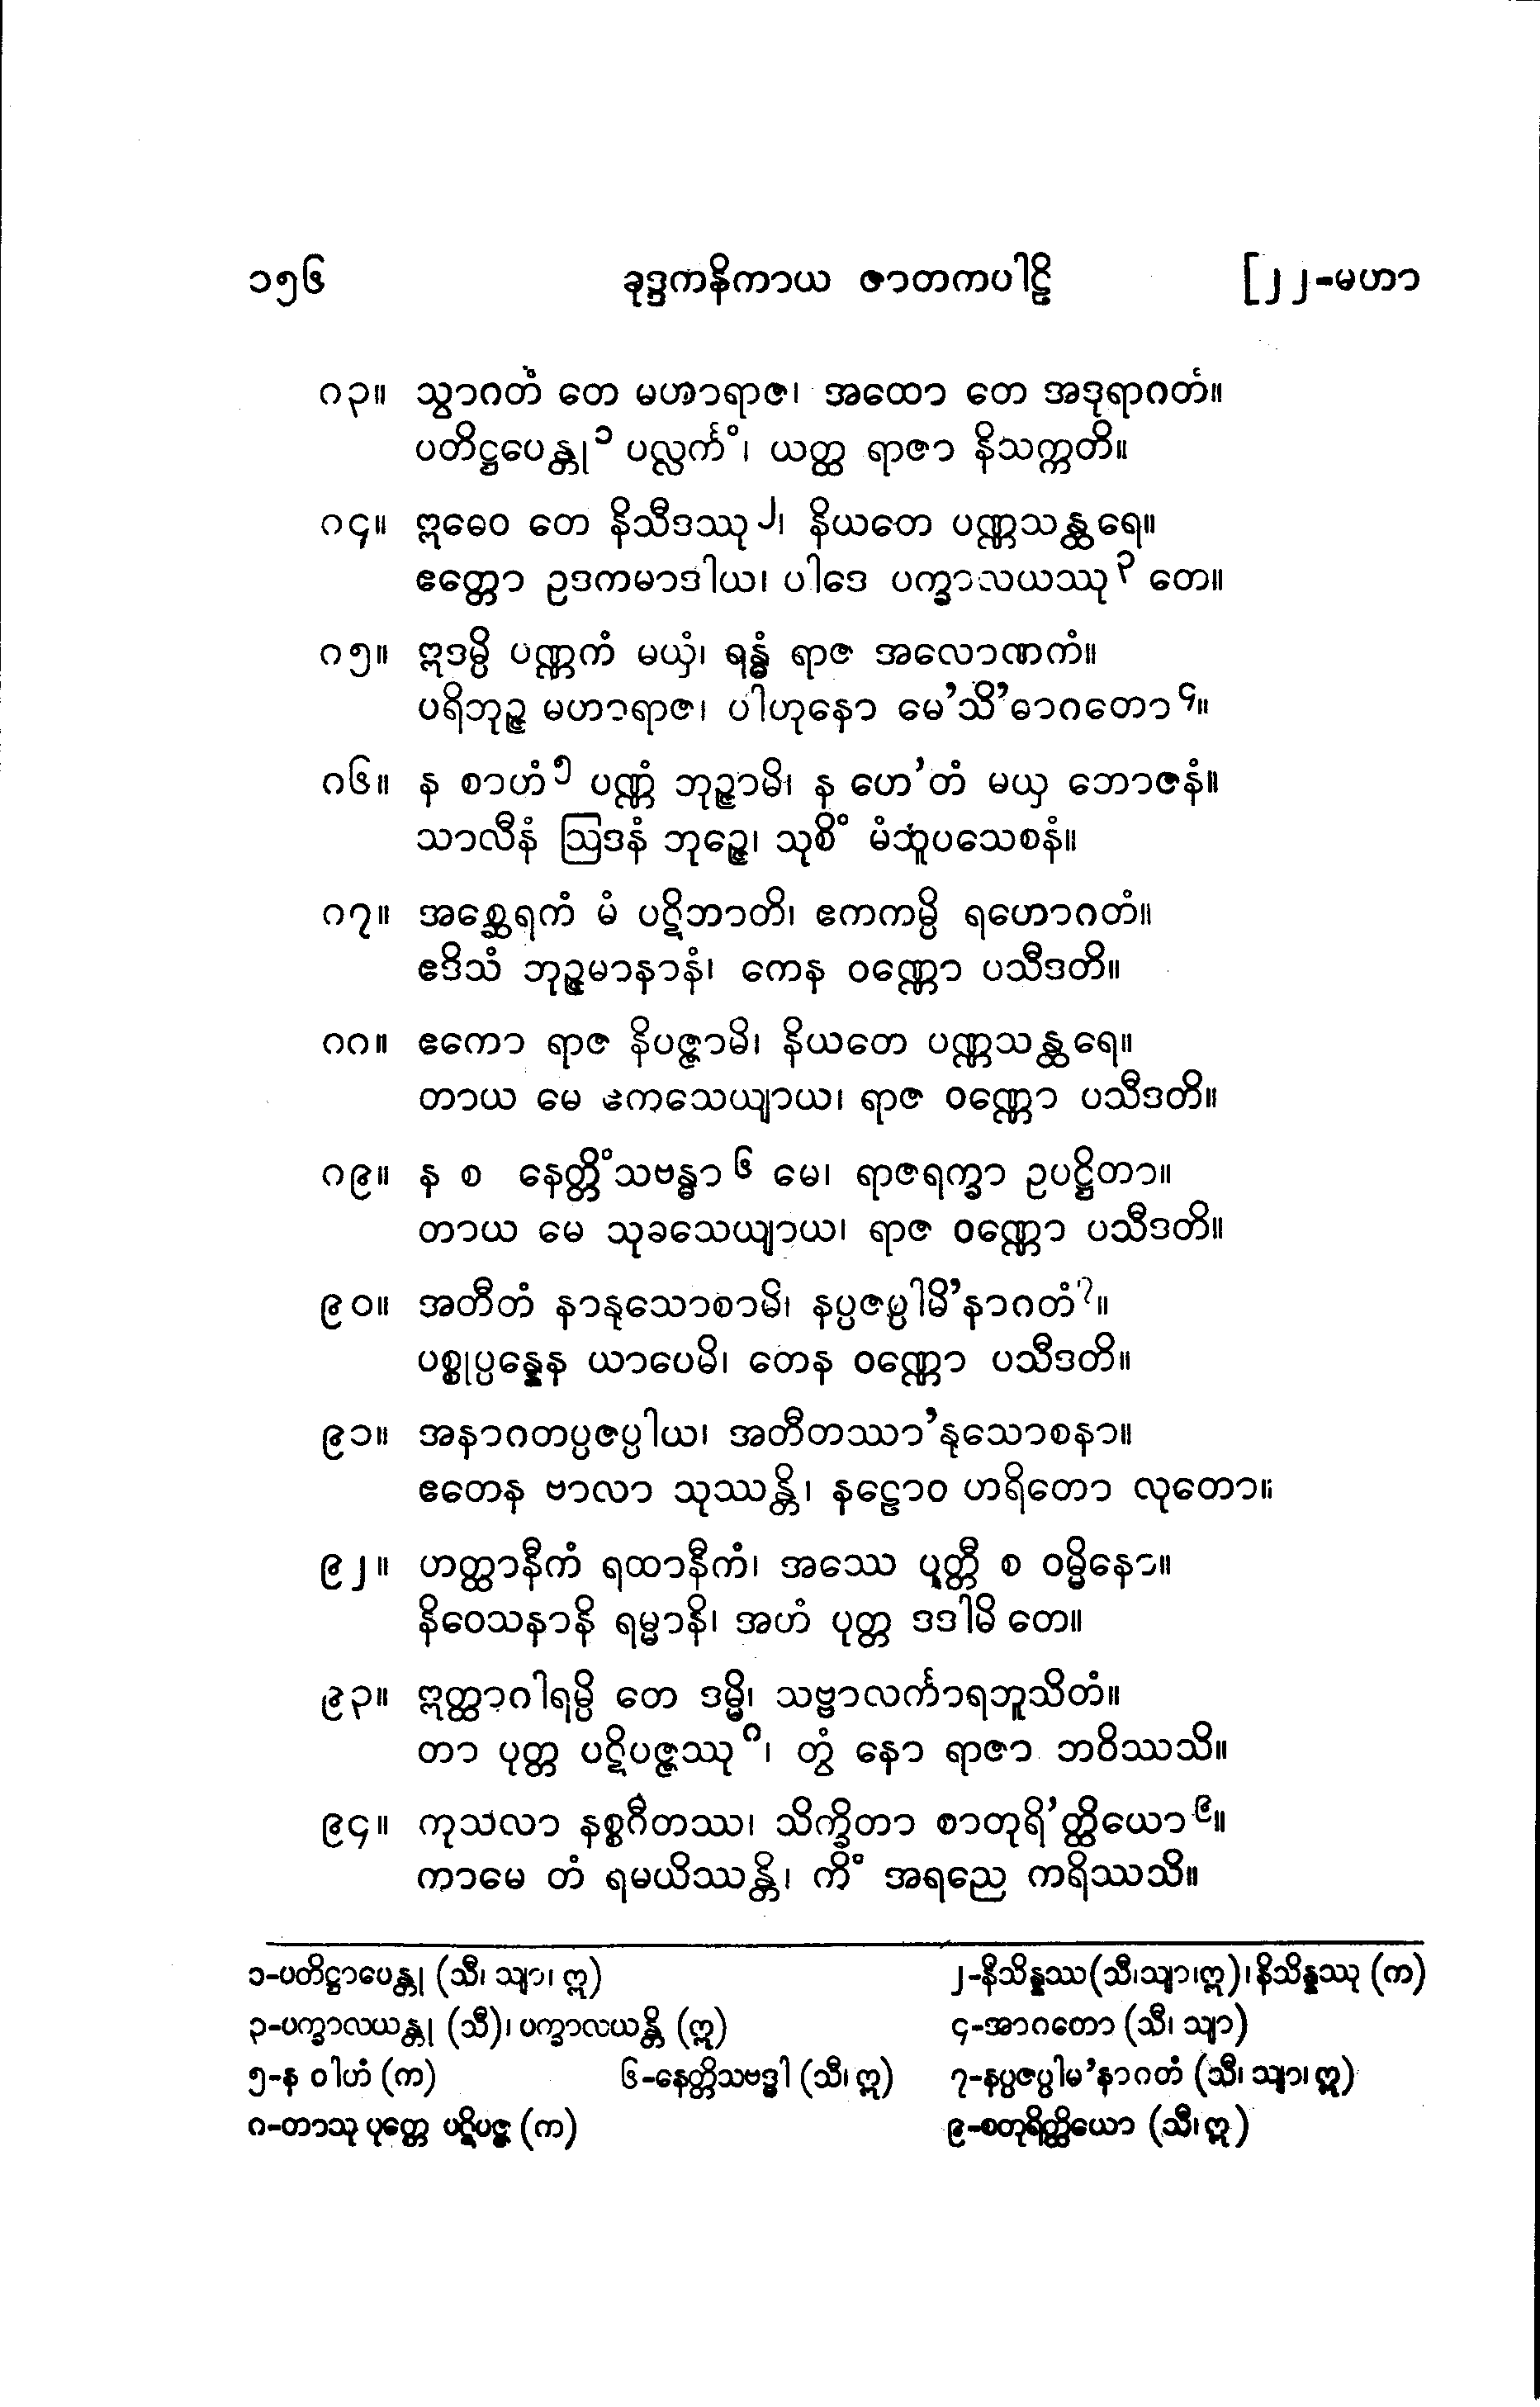 ၁၅၆ ခုဒ္ဒကနိကာယ ဇာတကပါဠိ [၂၂-မဟာ
၈၃။ သွာဂတံ တေ မဟာရာဇ၊ အထော တေ အဒုရာဂတံ။
ပတိဋ္ဌပေန္တု၁ ပလ္လင်္ကံ၊ ယတ္ထ ရာဇာ နိသက္ကတိ။
၈၄။ ဣဓေဝ တေ နိသီဒဿု၂၊ နိယတေ ပဏ္ဏသန္ထရေ။
ဧတ္တော ဥဒကမာဒါယ၊ ပါဒေ ပက္ခာလယဿု၃ တေ။
၈၅။ ဣဒမ္ပိ ပဏ္ဏကံ မယှံ၊ ရန္ဓံ ရာဇ အလောဏကံ။
ပရိဘုဉ္ဇ မဟာရာဇ၊ ပါဟုနော မေ’သိ’ဓာဂတော၄။
၈၆။ န စာဟံ၅ ပဏ္ဏံ ဘုဉ္ဇာမိ၊ န ဟေ’တံ မယှ ဘောဇနံ။
သာလီနံ ဩဒနံ ဘုဉ္ဇေ၊ သုစိံ မံသူပသေစနံ။
၈၇။ အစ္ဆေရကံ မံ ပဋိဘာတိ၊ ဧကကမ္ပိ ရဟောဂတံ။
ဧဒိသံ ဘုဉ္ဇမာနာနံ၊ ကေန ဝဏ္ဏော ပသီဒတိ။
၈၈။ ဧကော ရာဇ နိပဇ္ဇာမိ၊ နိယတေ ပဏ္ဏသန္ထရေ။
တာယ မေ ဧကသေယျာယ၊ ရာဇ ဝဏ္ဏော ပသီဒတိ။
၈၉။ န စ နေတ္တိံသဗန္ဓာ၆ မေ၊ ရာဇရက္ခာ ဥပဋ္ဌိတာ။
တာယ မေ သုခသေယျာယ၊ ရာဇ ဝဏ္ဏော ပသီဒတိ။
၉၀။ အတီတံ နာနုသောစာမိ၊ နပ္ပဇပ္ပါမိ’နာဂတံ၇။
ပစ္စုပ္ပန္နေန ယာပေမိ၊ တေန ဝဏ္ဏော ပသီဒတိ။
၉၁။ အနာဂတပ္ပဇပ္ပါယ၊ အတီတဿာ’နုသောစနာ။
ဧတေန ဗာလာ သုဿန္တိ၊ နဠောဝ ဟရိတော လုတော။
၉၂။ ဟတ္ထာနီကံ ရထာနီကံ၊ အဿေ ပတ္တီ စ ဝမ္မိနော။
နိဝေသနာနိ ရမ္မာနိ၊ အဟံ ပုတ္တ ဒဒါမိ တေ။
၉၃။ ဣတ္ထာဂါရမ္ပိ တေ ဒမ္မိ၊ သဗ္ဗာလင်္ကာရဘူသိတံ။
တာ ပုတ္တ ပဋိပဇ္ဇဿု၈၊ တွံ နော ရာဇာ ဘဝိဿသိ။
၉၄။ ကုသလာ နစ္စဂီတဿ၊ သိက္ခိတာ စာတုရိ’တ္ထိယော၉။
ကာမေ တံ ရမယိဿန္တိ၊ ကိံ အရညေ ကရိဿသိ။
၁-ပတိဋ္ဌာပေန္တု (သီ၊ သျာ၊ ဣ) ၂-နိသိန္နဿ(သီ၊သျာ၊ဣ)၊ နိသိန္နဿု (က)
၃-ပက္ခာလယန္တု (သီ)၊ ပက္ခာလယန္တိ (ဣ) ၄-အာဂတော (သီ၊ သျာ)
၅-န ဝါဟံ (က) ၆-နေတ္တိသဗဒ္ဓါ (သီ၊ ဣ) ၇-နပ္ပဇပ္ပါမ’နာဂတံ (သီ၊ သျာ၊ ဣ)
၈-တာသု ပုတ္တေ ပဋိပဇ္ဇ (က) ၉-စတုရိတ္ထိယော (သီ၊ ဣ)